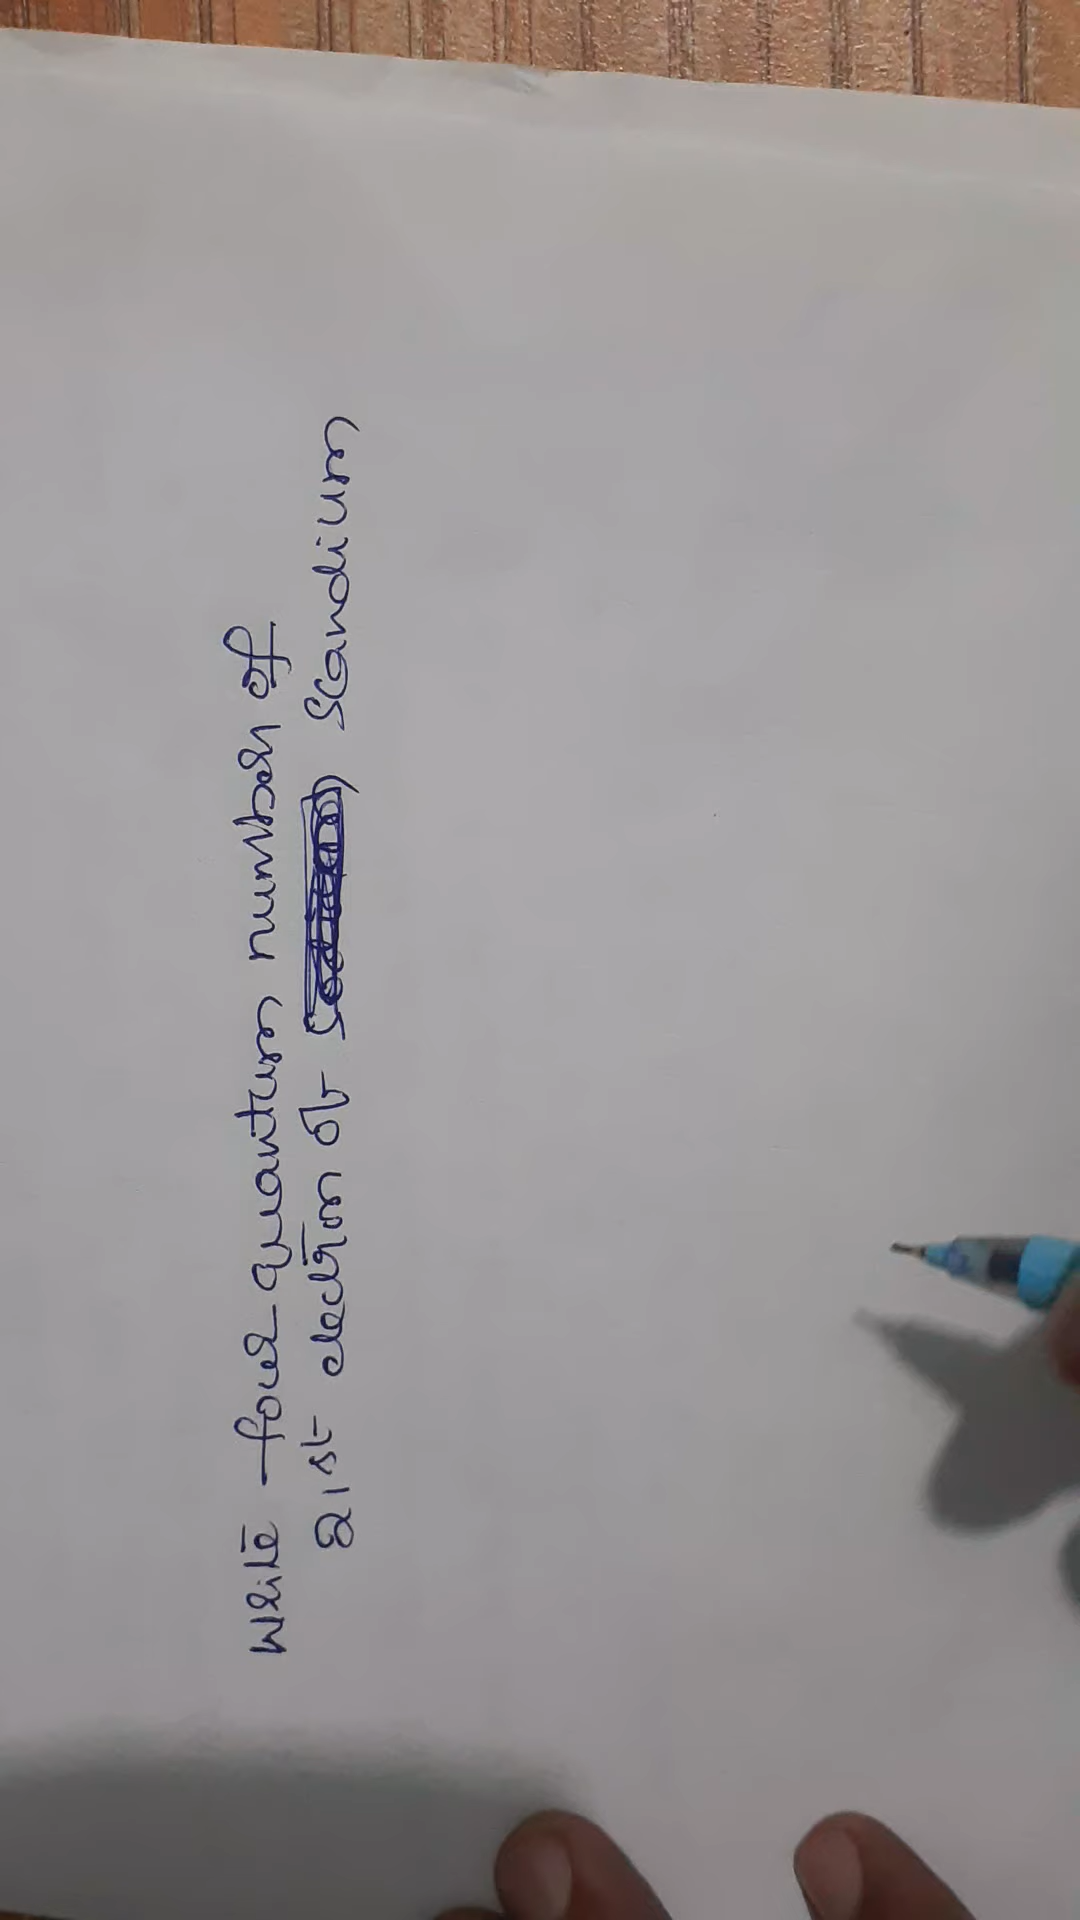 write four quantum number of
21st electron of scandium